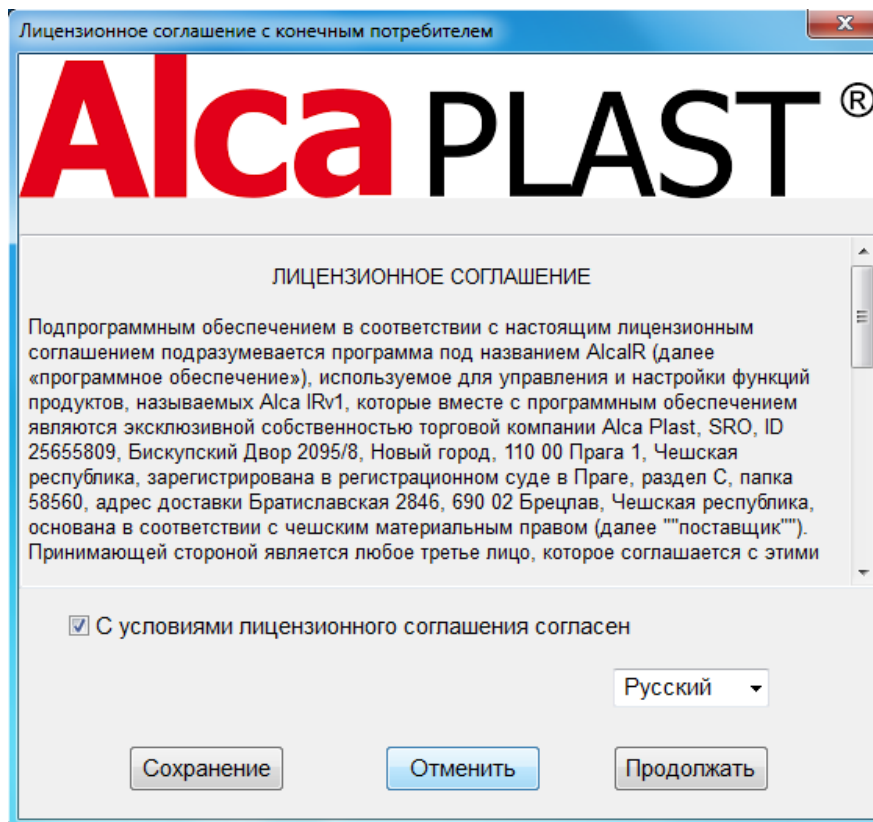 Лицензионное соглашение с конечным потребителем
Alca PLAST ®
ЛИЦЕНЗИОННОЕ СОГЛАШЕНИЕ
Подпрограммным обеспечением в соответствии с настоящим лицензионным
соглашением подразумевается программа под названием AlcaIR (далее
«программное обеспечение»), используемое для управления и настройки функций
продуктов, называемых Alca IRv1, которые вместе с программным обеспечением
являются эксклюзивной собственностью торговой компании Alca Plast, SRO, ID
25655809, Бискупский Двор 2095/8, Новый город, 110 00 Прага 1, Чешская
республика, зарегистрирована в регистрационном суде в Праге, раздел C, папка
58560, адрес доставки Братиславская 2846, 690 02 Брецлав, Чешская республика,
основана в соответствии с чешским материальным правом (далее ""поставщик"").
Принимающей стороной является любое третье лицо, которое соглашается с этими
С условиями лицензионного соглашения согласен
Русский
Сохранение Отменить Продолжать